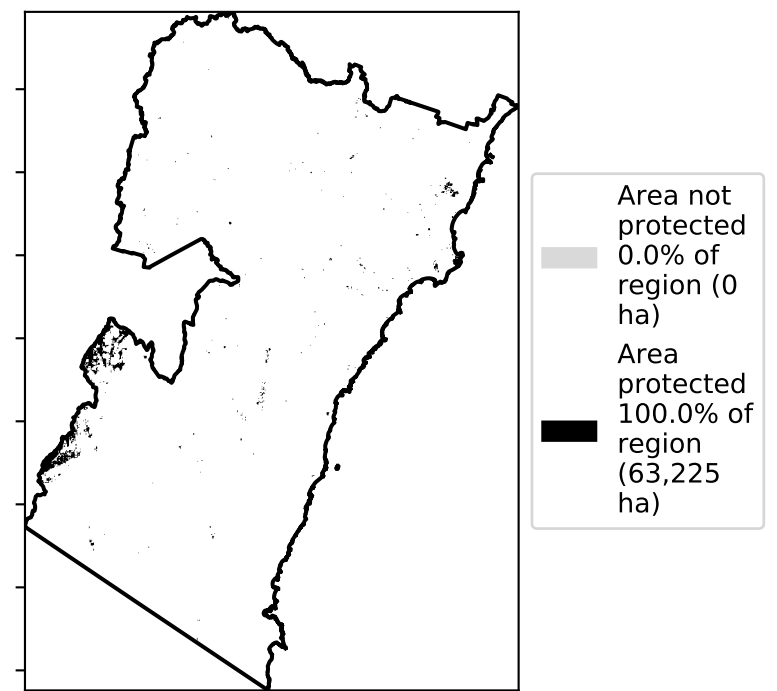 Area not
protected
0.0% of
region (0
ha)
Area
protected
100.0% of
region
(63,225
ha)